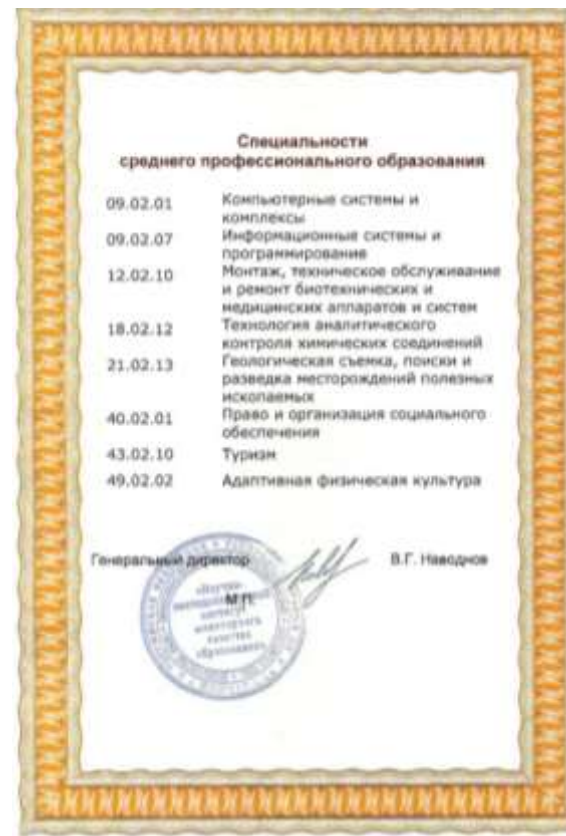 Специальности
среднего профессионального образования
09.02.01 Компьютерные системы и
комплексы
09.02.07 Информационные системы и
программирование
12.02.10 Монтаж, техническое обслуживание
и ремонт биотехнических и
медицинских аппаратов и систем
18.02.12 Технология аналитического
контроля химических соединений
21.02.13 Геологическая съемка, поиски и
разведка месторождений полезных
ископаемых
40.02.01 Право и организация социального
обеспечения
43.02.10 Туризм
49.02.02 Адаптивная физическая культура
Генеральный директор В.Г. Наводнов
М.П.
качества
образования